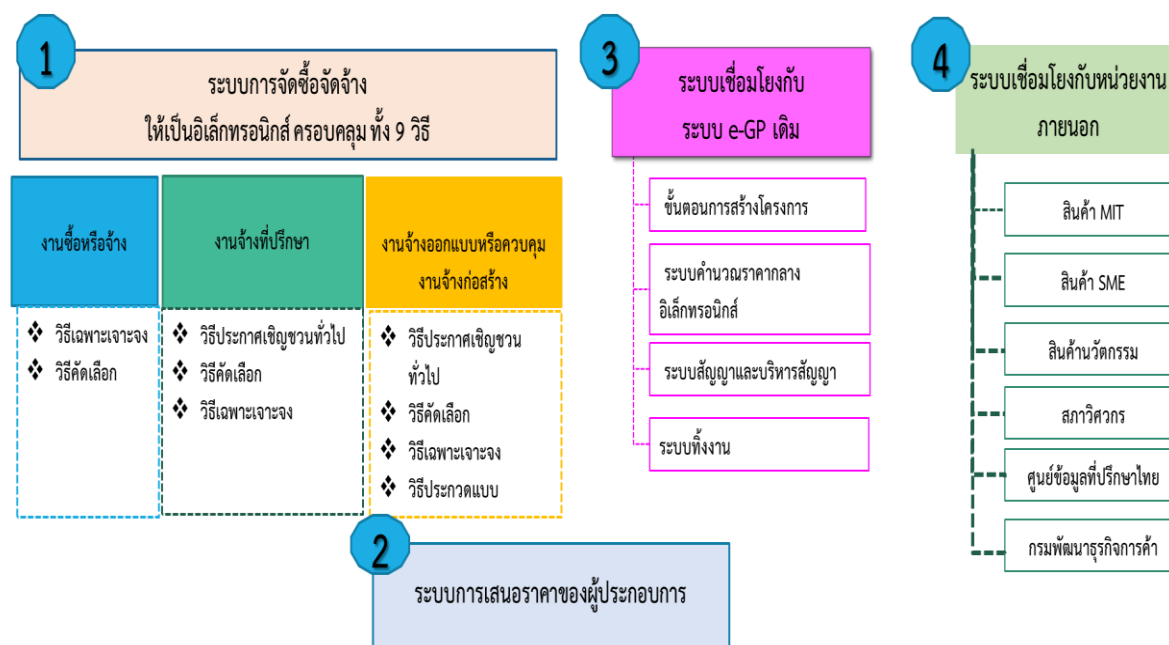 1
ระบบการจัดซื้อจัดจ้าง
ให้เป็นอิเล็กทรอนิกส์ ครอบคลุม ทั้ง 9 วิธี
งานซื้อหรือจ้าง
❖ วิธีเฉพาะเจาะจง
❖ วิธีคัดเลือก
งานจ้างที่ปรึกษา
❖ วิธีประกาศเชิญชวนทั่วไป
❖ วิธีคัดเลือก
❖ วิธีเฉพาะเจาะจง
งานจ้างออกแบบหรือควบคุม
งานจ้างก่อสร้าง
❖ วิธีประกาศเชิญชวน
ทั่วไป
❖ วิธีคัดเลือก
❖ วิธีเฉพาะเจาะจง
❖ วิธีประกวดแบบ
2
ระบบการเสนอราคาของผู้ประกอบการ
3
ระบบเชื่อมโยงกับ
ระบบ e-GP เดิม
ขั้นตอนการสร้างโครงการ
ระบบคำนวณราคากลาง
อิเล็กทรอนิกส์
ระบบสัญญาและบริหารสัญญา
ระบบทิ้งงาน
4
ระบบเชื่อมโยงกับหน่วยงาน
ภายนอก
สินค้า MIT
สินค้า SME
สินค้านวัตกรรม
สภาวิศวกร
ศูนย์ข้อมูลที่ปรึกษาไทย
กรมพัฒนาธุรกิจการค้า